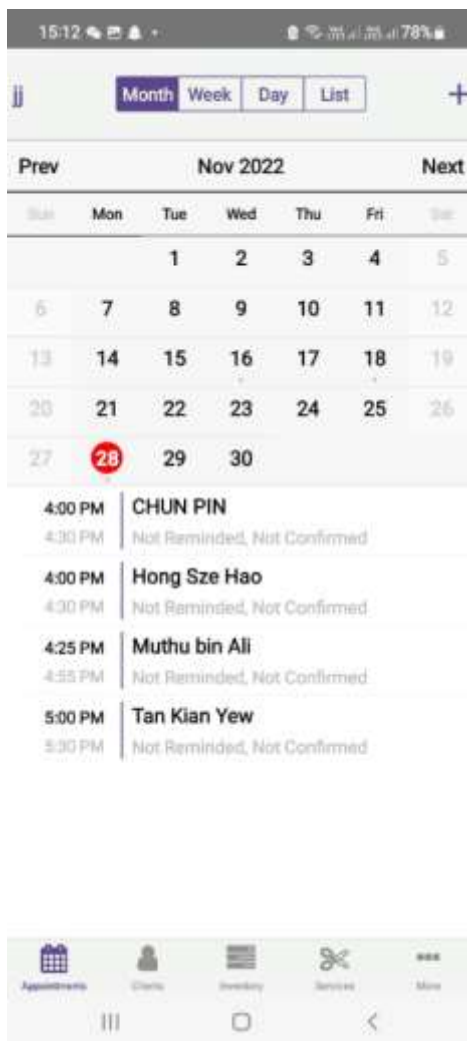 15:12 78%
jj Month Week Day List +
Prev Nov 2022 Next
Sun Mon Tue Wed Thu Fri Sat
1 2 3 4 5
6 7 8 9 10 11 12
13 14 15 16 17 18 19
20 21 22 23 24 25 26
27 28 29 30
4:00 PM CHUN PIN
4:30 PM Not Reminded, Not Confirmed
4:00 PM Hong Sze Hao
4:30 PM Not Reminded, Not Confirmed
4:25 PM Muthu bin Ali
4:55 PM Not Reminded, Not Confirmed
5:00 PM Tan Kian Yew
5:30 PM Not Reminded, Not Confirmed
Appointments Clients Inventory Services More